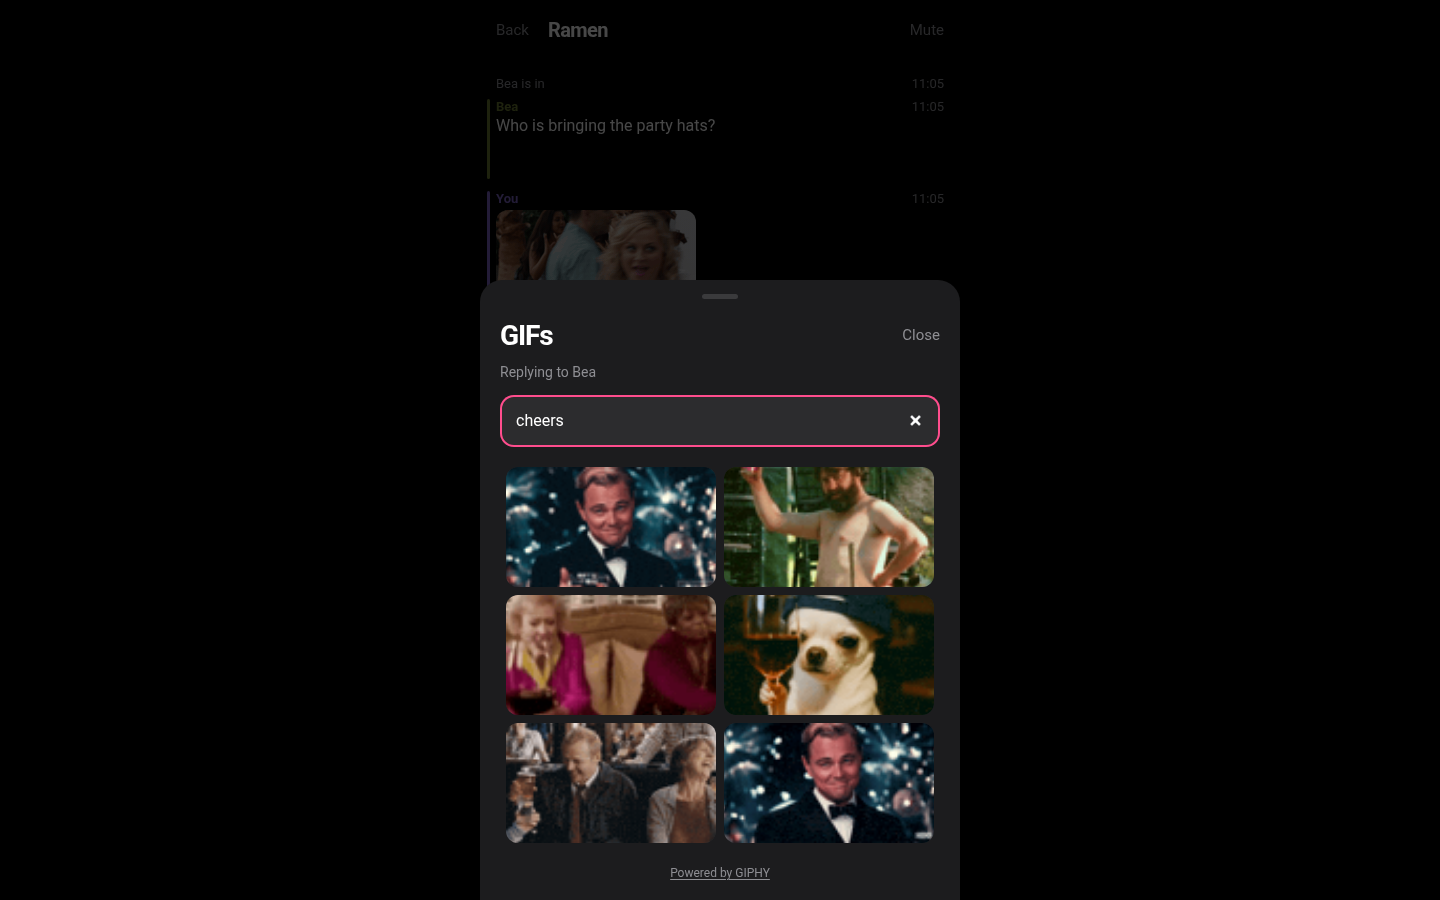 Back Ramen Mute
Bea is in 11:05
Bea 11:05
Who is bringing the party hats?
You 11:05
GIFs Close
Replying to Bea
cheers
Powered by GIPHY